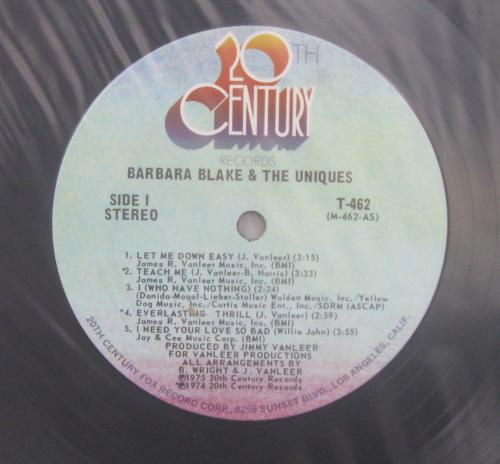 20TH
CENTURY
RECORDS
BARBARA BLAKE & THE UNIQUES
SIDE I
STEREO
T-462
(M-462-AS)
1. LET ME DOWN EASY (J. Vanleer) (3:15)
James R. Vanleer Music, Inc. (BMI)
*2. TEACH ME (J. Vanleer-B. Harris) (3:33)
James R. Vanleer Music, Inc. (BMI)
3. I (WHO HAVE NOTHING) (2:24)
(Donida-Mogol-Lieber-Stoller) Walden Music, Inc./Yellow
Dog Music, Inc./Curtis Music Ent., Inc./SDRM (ASCAP)
*4. EVERLASTING THRILL (J. Vanleer) (2:59)
James R. Vanleer Music, Inc. (BMI)
5. I NEED YOUR LOVE SO BAD (Willie John) (3:55)
Jay & Cee Music Corp. (BMI)
PRODUCED BY JIMMY VANLEER
FOR VANLEER PRODUCTIONS
ALL ARRANGEMENTS BY
B. WRIGHT & J. VANLEER
℗1975 20th Century Records
*℗1974 20th Century Records
20TH CENTURY FOX RECORD CORP., 8255 SUNSET BLVD., LOS ANGELES, CALIF.